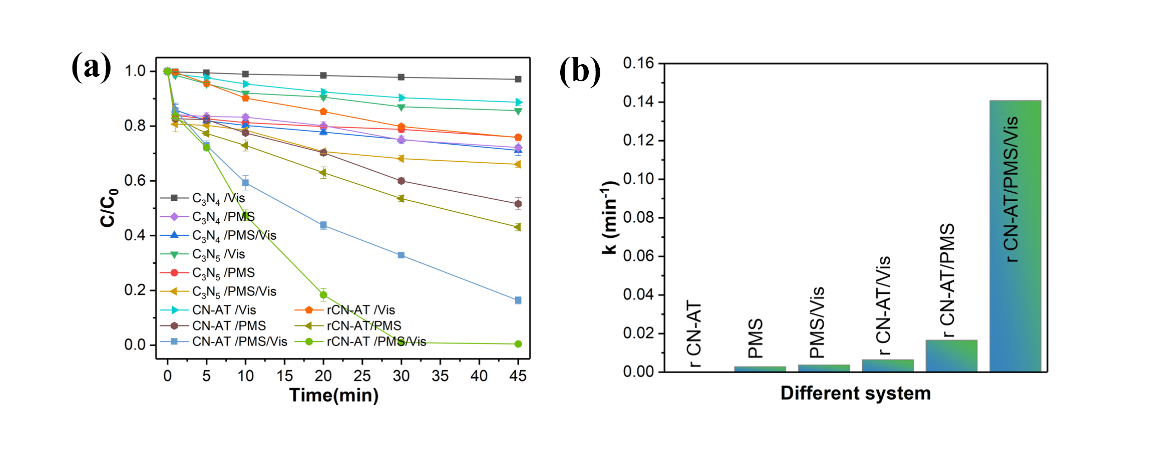 (a)
1.0
0.8
0.6
0.4
0.2
0.0
C/C₀
C₃N₄ /Vis
C₃N₄ /PMS
C₃N₄ /PMS/Vis
C₃N₅ /Vis
C₃N₅ /PMS
C₃N₅ /PMS/Vis
CN-AT /Vis
rCN-AT /Vis
CN-AT /PMS
rCN-AT/PMS
CN-AT /PMS/Vis
rCN-AT /PMS/Vis
0 5 10 15 20 25 30 35 40 45
Time(min)
(b)
0.16
0.14
0.12
0.10
0.08
0.06
0.04
0.02
0.00
k (min⁻¹)
r CN-AT
PMS
PMS/Vis
r CN-AT/Vis
r CN-AT/PMS
r CN-AT/PMS/Vis
Different system